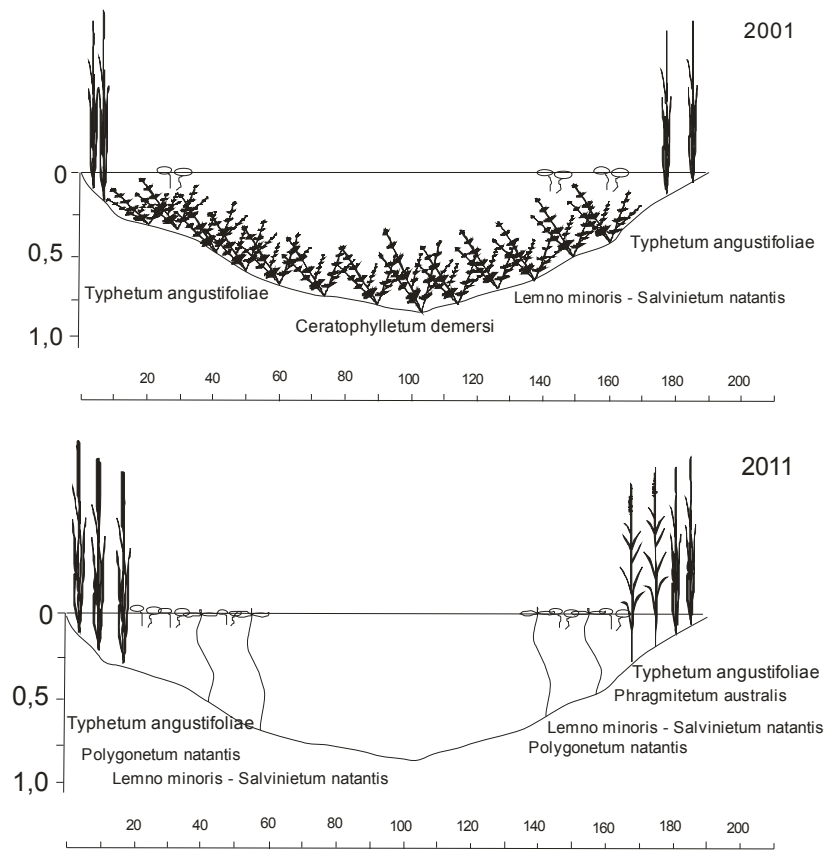 2001
0
0,5
1,0
Typhetum angustifoliae
Typhetum angustifoliae
Lemno minoris - Salvinietum natantis
Ceratophylletum demersi
20 40 60 80 100 120 140 160 180 200
2011
0
0,5
1,0
Typhetum angustifoliae
Phragmitetum australis
Typhetum angustifoliae
Lemno minoris - Salvinietum natantis
Polygonetum natantis
Polygonetum natantis
Lemno minoris - Salvinietum natantis
20 40 60 80 100 120 140 160 180 200